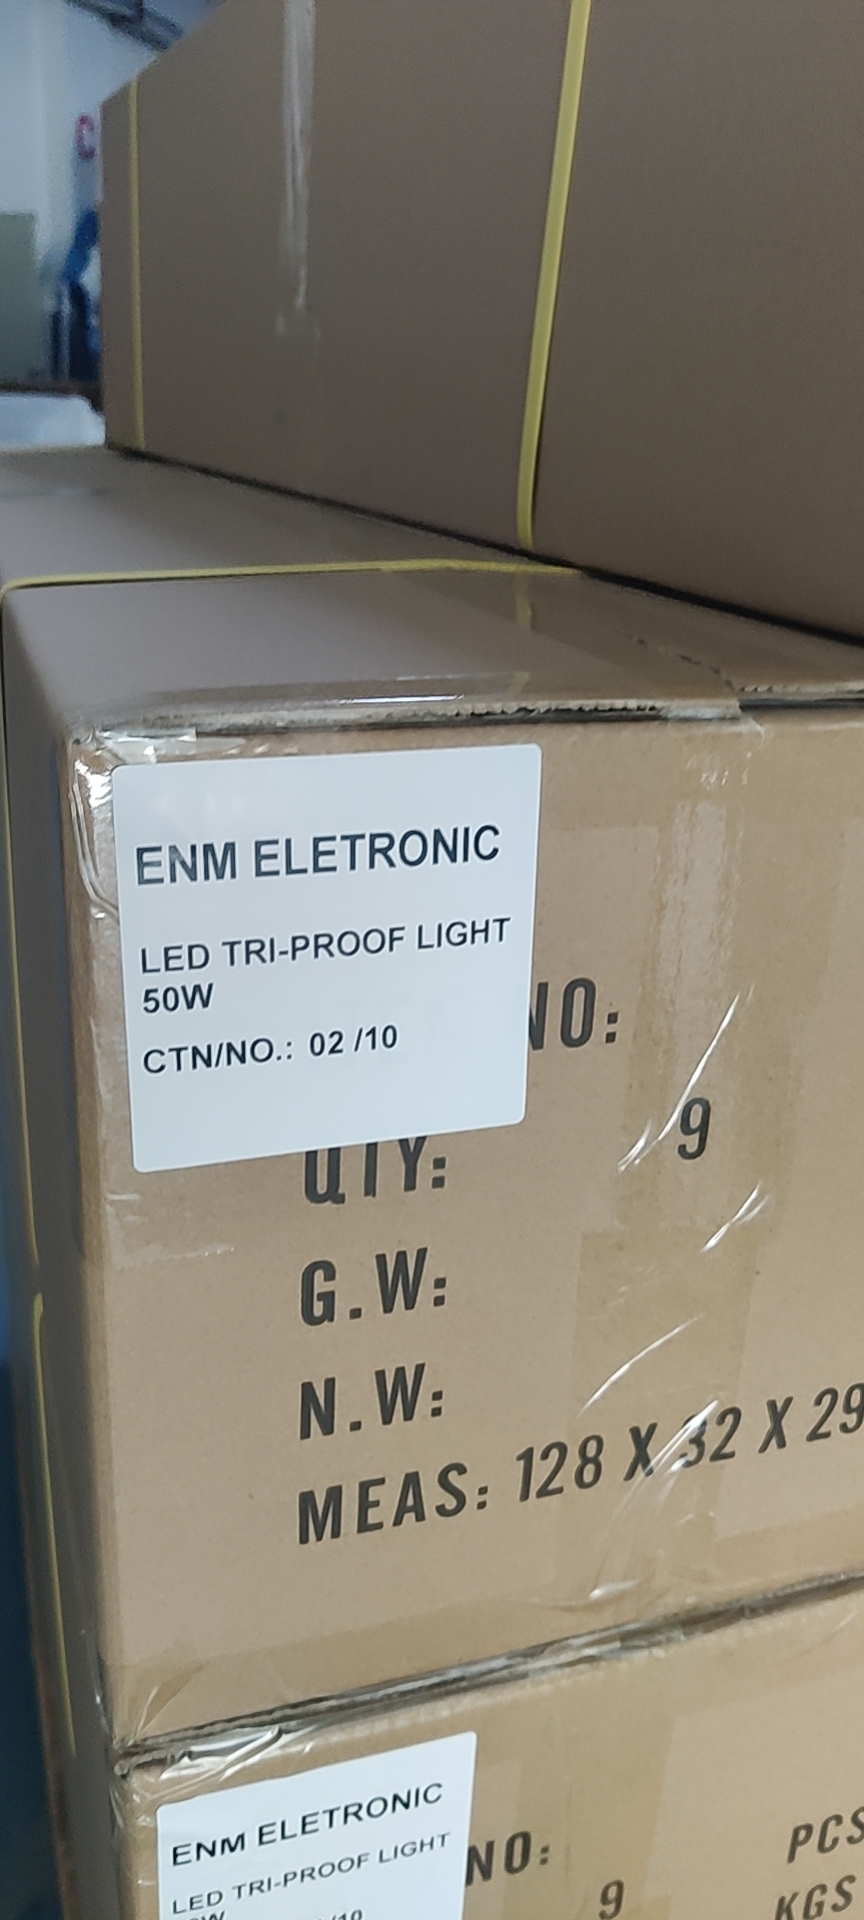 ENM ELETRONIC
LED TRI-PROOF LIGHT
50W
CTN/NO.: 02 /10
NO:
QTY: 9
G.W:
N.W:
MEAS: 128 X 32 X 29
ENM ELETRONIC
LED TRI-PROOF LIGHT
/10
NO:
9
PCS
KGS